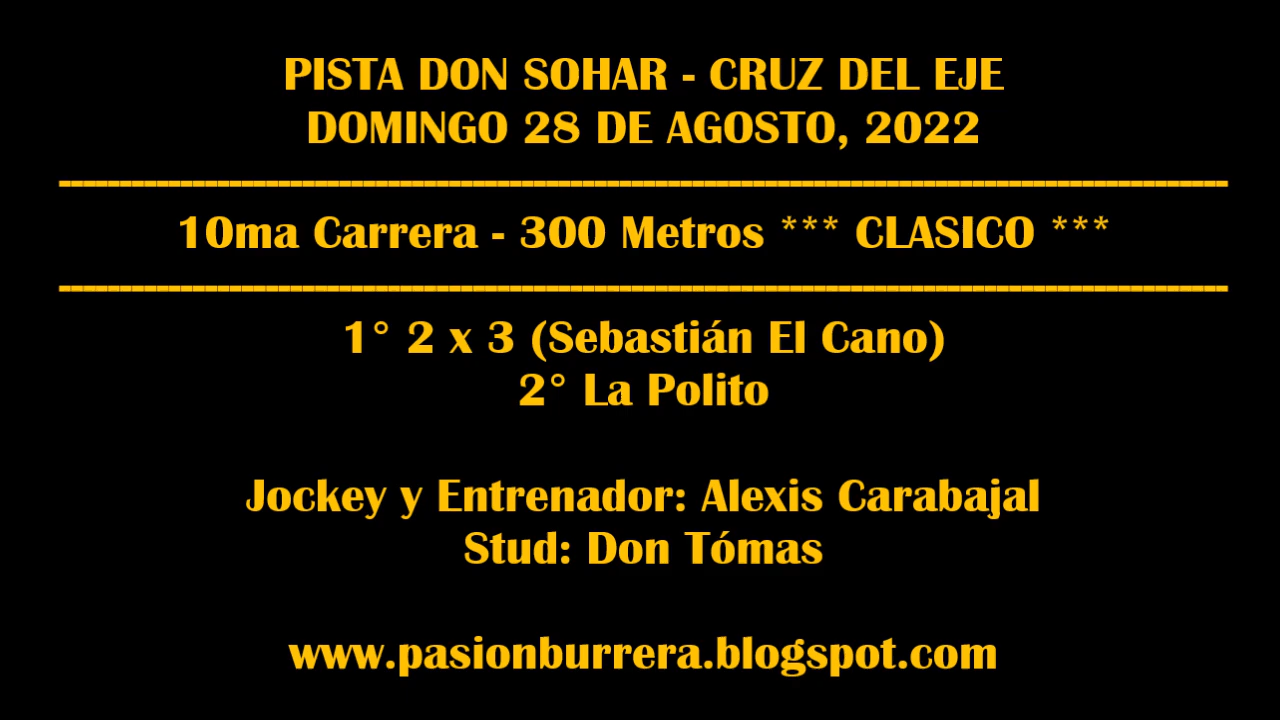 PISTA DON SOHAR - CRUZ DEL EJE
DOMINGO 28 DE AGOSTO, 2022
10ma Carrera - 300 Metros *** CLASICO ***
1° 2 x 3 (Sebastián El Cano)
2° La Polito
Jockey y Entrenador: Alexis Carabajal
Stud: Don Tómas
www.pasionburrera.blogspot.com